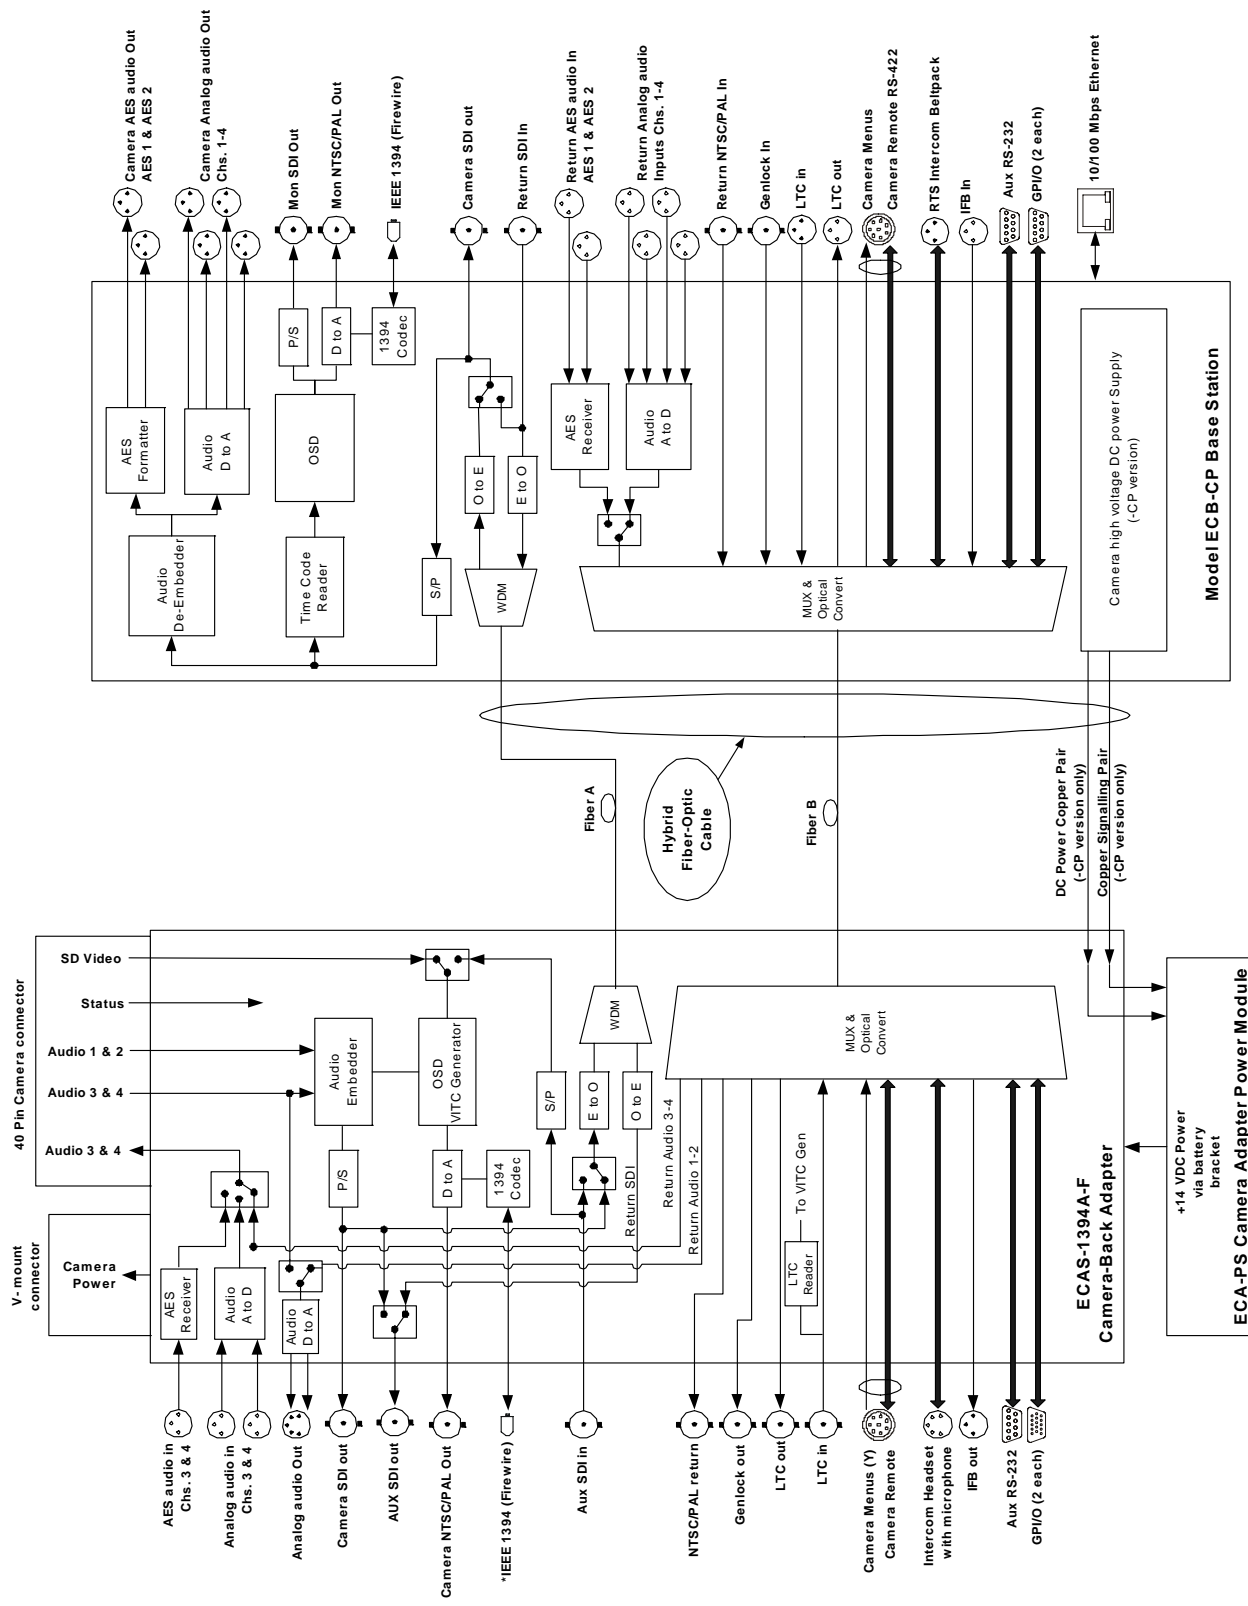 40 Pin Camera connector
SD Video
Status
Audio 1 & 2
Audio 3 & 4
Audio 3 & 4
V- mount
connector
Camera
Power
AES
Receiver
Audio
A to D
Audio
D to A
Audio
Embedder
P/S
OSD
VITC Generator
D to A
1394
Codec
S/P
E to O
O to E
WDM
Return SDI
Return Audio 3-4
Return Audio 1-2
LTC
Reader
To VITC Gen
MUX &
Optical
Convert
AES audio in
Chs. 3 & 4
Analog audio in
Chs. 3 & 4
Analog audio Out
Camera SDI out
AUX SDI out
Camera NTSC/PAL Out
*IEEE 1394 (Firewire)
Aux SDI in
NTSC/PAL return
Genlock out
LTC out
LTC in
Camera Menus (Y)
Camera Remote
Intercom Headset
with microphone
IFB out
Aux RS-232
GPI/O (2 each)
ECAS-1394A-F
Camera-Back Adapter
+14 VDC Power
via battery
bracket
ECA-PS Camera Adapter Power Module
Fiber A
Hybrid
Fiber-Optic
Cable
Fiber B
DC Power Copper Pair
(-CP version only)
Copper Signalling Pair
(-CP version only)
Audio
De-Embedder
AES
Formatter
Audio
D to A
Time Code
Reader
OSD
P/S
D to A
1394
Codec
S/P
O to E
E to O
WDM
AES
Receiver
Audio
A to D
MUX &
Optical
Convert
Camera high voltage DC power Supply
(-CP version)
Model ECB-CP Base Station
Camera AES audio Out
AES 1 & AES 2
Camera Analog audio Out
Chs. 1-4
Mon SDI Out
Mon NTSC/PAL Out
IEEE 1394 (Firewire)
Camera SDI out
Return SDI In
Return AES audio In
AES 1 & AES 2
Return Analog audio
Inputs Chs. 1-4
Return NTSC/PAL In
Genlock In
LTC in
LTC out
Camera Menus
Camera Remote RS-422
RTS Intercom Beltpack
IFB In
Aux RS-232
GPI/O (2 each)
10/100 Mbps Ethernet